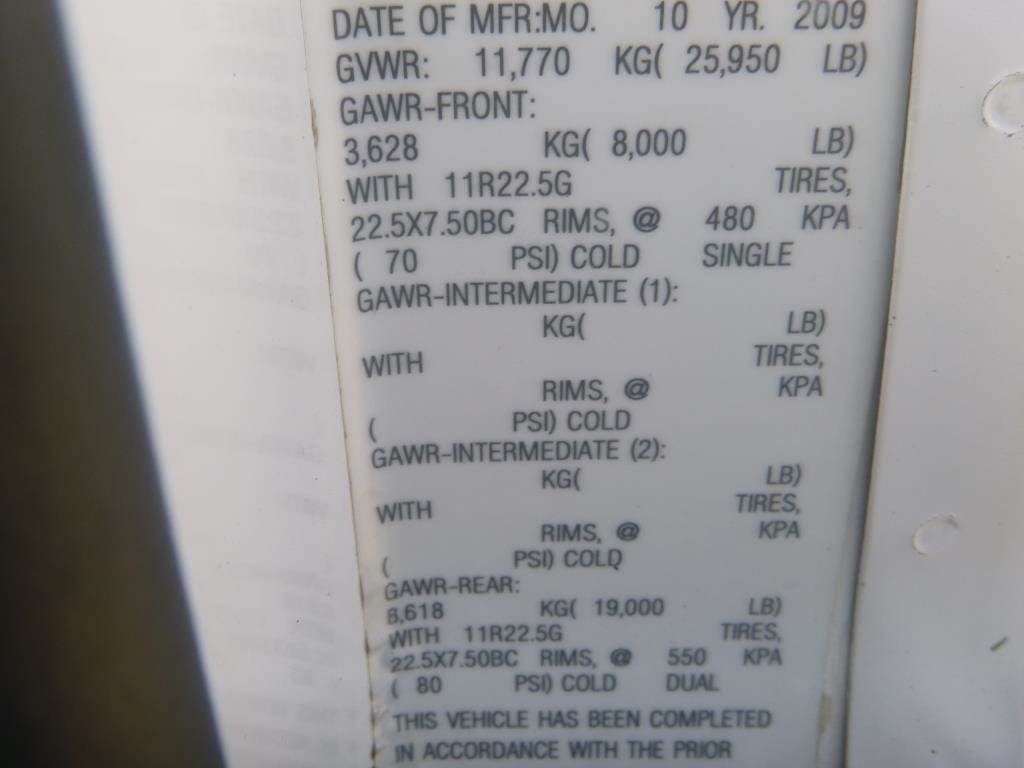 DATE OF MFR:MO. 10 YR. 2009
GVWR: 11,770 KG( 25,950 LB)
GAWR-FRONT:
3,628 KG( 8,000 LB)
WITH 11R22.5G TIRES,
22.5X7.50BC RIMS, @ 480 KPA
( 70 PSI) COLD SINGLE
GAWR-INTERMEDIATE (1):
KG( LB)
WITH TIRES,
RIMS, @ KPA
( PSI) COLD
GAWR-INTERMEDIATE (2):
KG( LB)
WITH TIRES,
RIMS, @ KPA
( PSI) COLD
GAWR-REAR:
8,618 KG( 19,000 LB)
WITH 11R22.5G TIRES,
22.5X7.50BC RIMS, @ 550 KPA
( 80 PSI) COLD DUAL
THIS VEHICLE HAS BEEN COMPLETED
IN ACCORDANCE WITH THE PRIOR